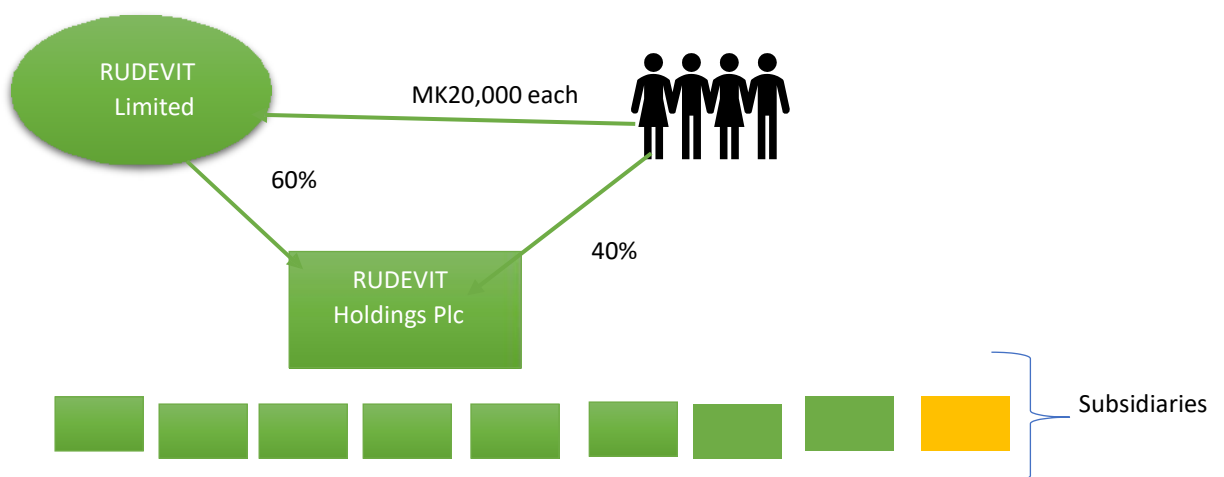 RUDEVIT
Limited
MK20,000 each
60%
40%
RUDEVIT
Holdings Plc
Subsidiaries